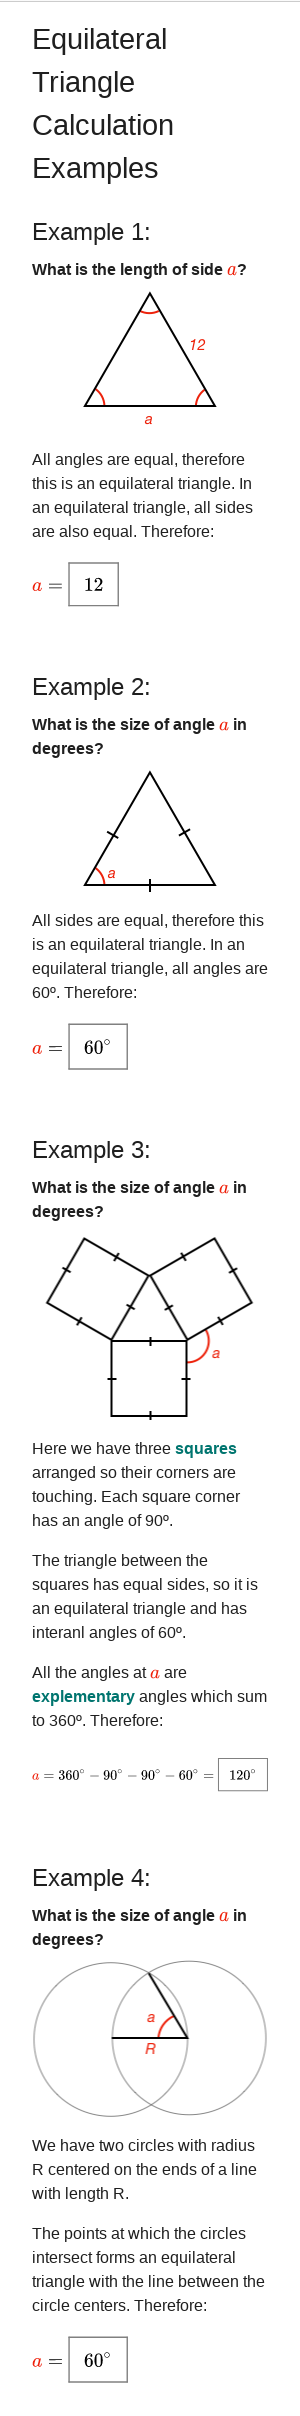 Equilateral
Triangle
Calculation
Examples
Example 1:
What is the length of side a?
12
a
All angles are equal, therefore
this is an equilateral triangle. In
an equilateral triangle, all sides
are also equal. Therefore:
a = 12
Example 2:
What is the size of angle a in
degrees?
a
All sides are equal, therefore this
is an equilateral triangle. In an
equilateral triangle, all angles are
60º. Therefore:
a = 60°
Example 3:
What is the size of angle a in
degrees?
a
Here we have three squares
arranged so their corners are
touching. Each square corner
has an angle of 90º.
The triangle between the
squares has equal sides, so it is
an equilateral triangle and has
interanl angles of 60º.
All the angles at a are
explementary angles which sum
to 360º. Therefore:
a = 360° − 90° − 90° − 60° = 120°
Example 4:
What is the size of angle a in
degrees?
a
R
We have two circles with radius
R centered on the ends of a line
with length R.
The points at which the circles
intersect forms an equilateral
triangle with the line between the
circle centers. Therefore:
a = 60°